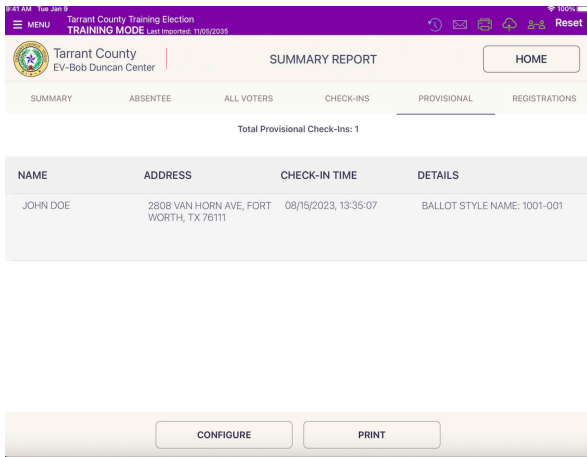 9:41 AM Tue Jan 9
100%
MENU
Tarrant County Training Election
TRAINING MODE Last Imported: 11/05/2035
Reset
Tarrant County
EV-Bob Duncan Center
SUMMARY REPORT
HOME
SUMMARY ABSENTEE ALL VOTERS CHECK-INS PROVISIONAL REGISTRATIONS
Total Provisional Check-Ins: 1
NAME ADDRESS CHECK-IN TIME DETAILS
JOHN DOE 2808 VAN HORN AVE, FORT 08/15/2023, 13:35:07 BALLOT STYLE NAME: 1001-001
WORTH, TX 76111
CONFIGURE PRINT